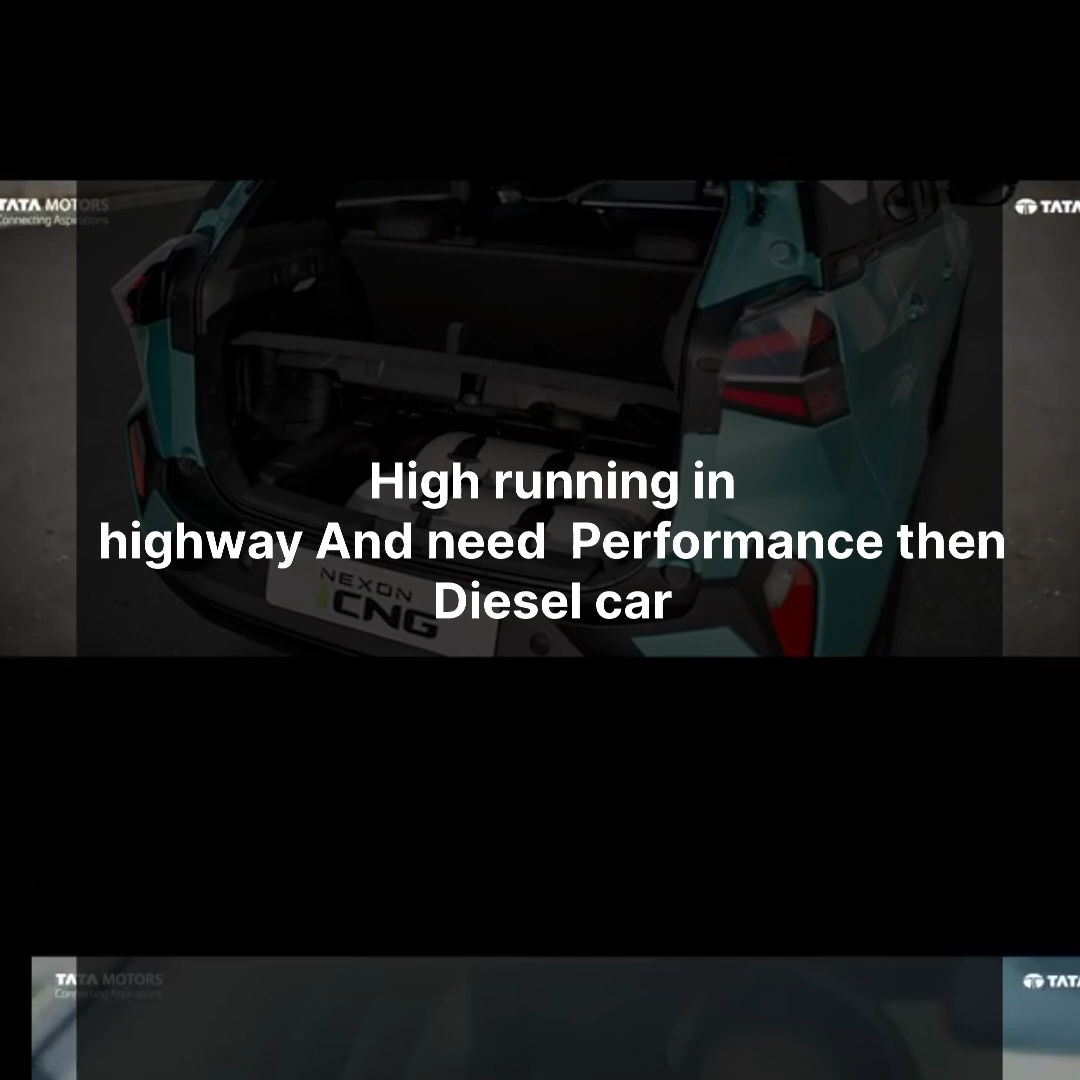 TATA MOTORS
Connecting Aspirations
TATA
High running in
highway And need Performance then
Diesel car
NEXON
iCNG
TATA MOTORS
Connecting Aspirations
TATA